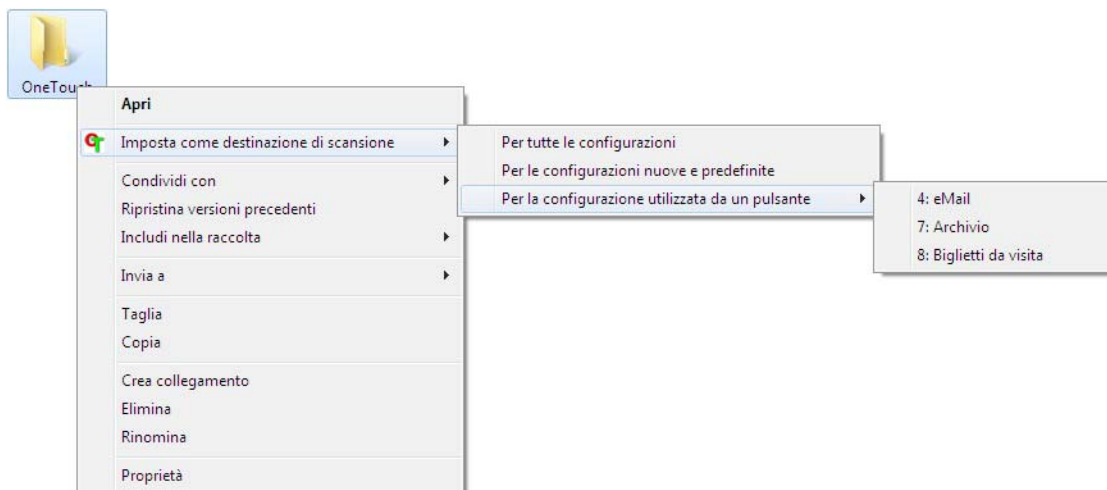 OneTouch
Apri
Imposta come destinazione di scansione
Condividi con
Ripristina versioni precedenti
Includi nella raccolta
Invia a
Taglia
Copia
Crea collegamento
Elimina
Rinomina
Proprietà
Per tutte le configurazioni
Per le configurazioni nuove e predefinite
Per la configurazione utilizzata da un pulsante
4: eMail
7: Archivio
8: Biglietti da visita